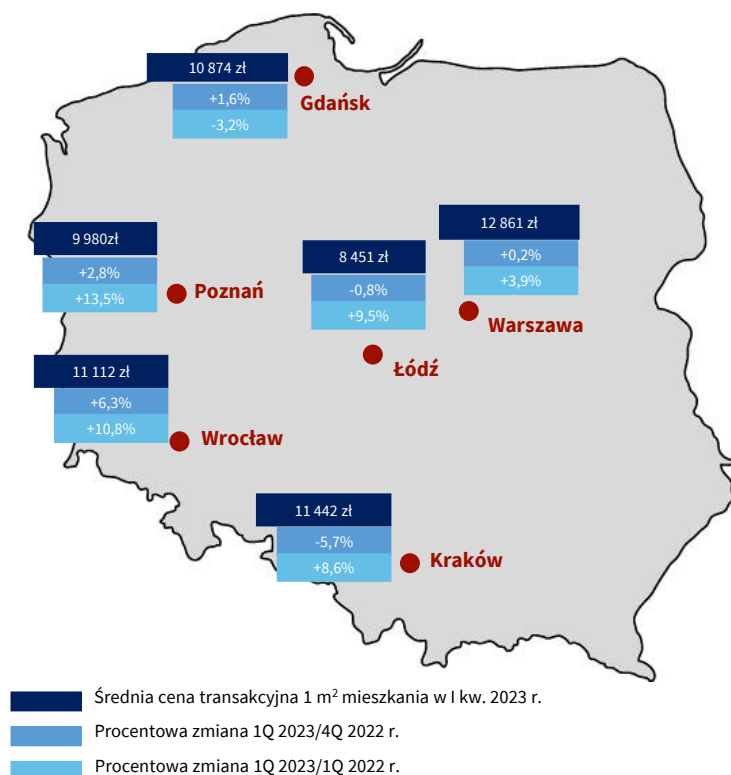 10 874 zł
+1,6%
-3,2%
Gdańsk
12 861 zł
+0,2%
+3,9%
Warszawa
9 980zł
+2,8%
+13,5%
Poznań
8 451 zł
-0,8%
+9,5%
Łódź
11 112 zł
+6,3%
+10,8%
Wrocław
11 442 zł
-5,7%
+8,6%
Kraków
Średnia cena transakcyjna 1 m² mieszkania w I kw. 2023 r.
Procentowa zmiana 1Q 2023/4Q 2022 r.
Procentowa zmiana 1Q 2023/1Q 2022 r.